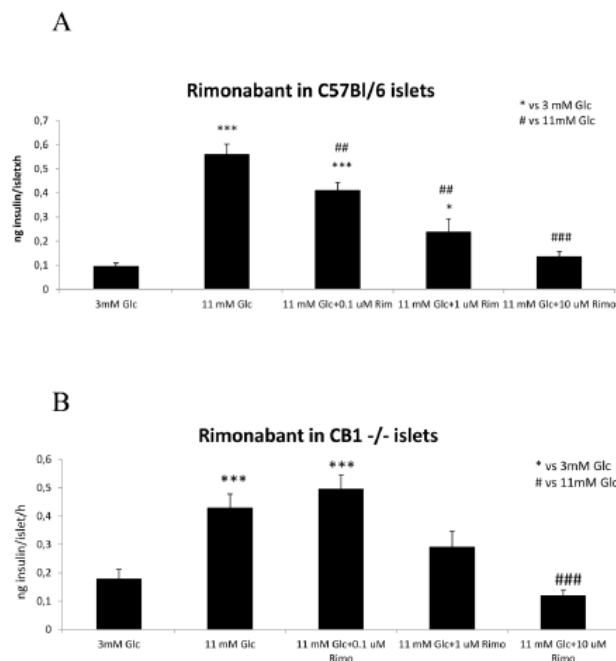 A
Rimonabant in C57Bl/6 islets
* vs 3 mM Glc
# vs 11mM Glc
ng insulin/isletxh
0,7
0,6
0,5
0,4
0,3
0,2
0,1
0
***
##
***
##
*
###
3mM Glc
11 mM Glc
11 mM Glc+0.1 uM Rim
11 mM Glc+1 uM Rim
11 mM Glc+10 uM Rimo
B
Rimonabant in CB1 -/- islets
* vs 3mM Glc
# vs 11mM Glc
ng insulin/islet/h
0,6
0,5
0,4
0,3
0,2
0,1
0
***
***
###
3mM Glc
11 mM Glc
11 mM Glc+0.1 uM
Rimo
11 mM Glc+1 uM Rimo
11 mM Glc+10 uM
Rimo